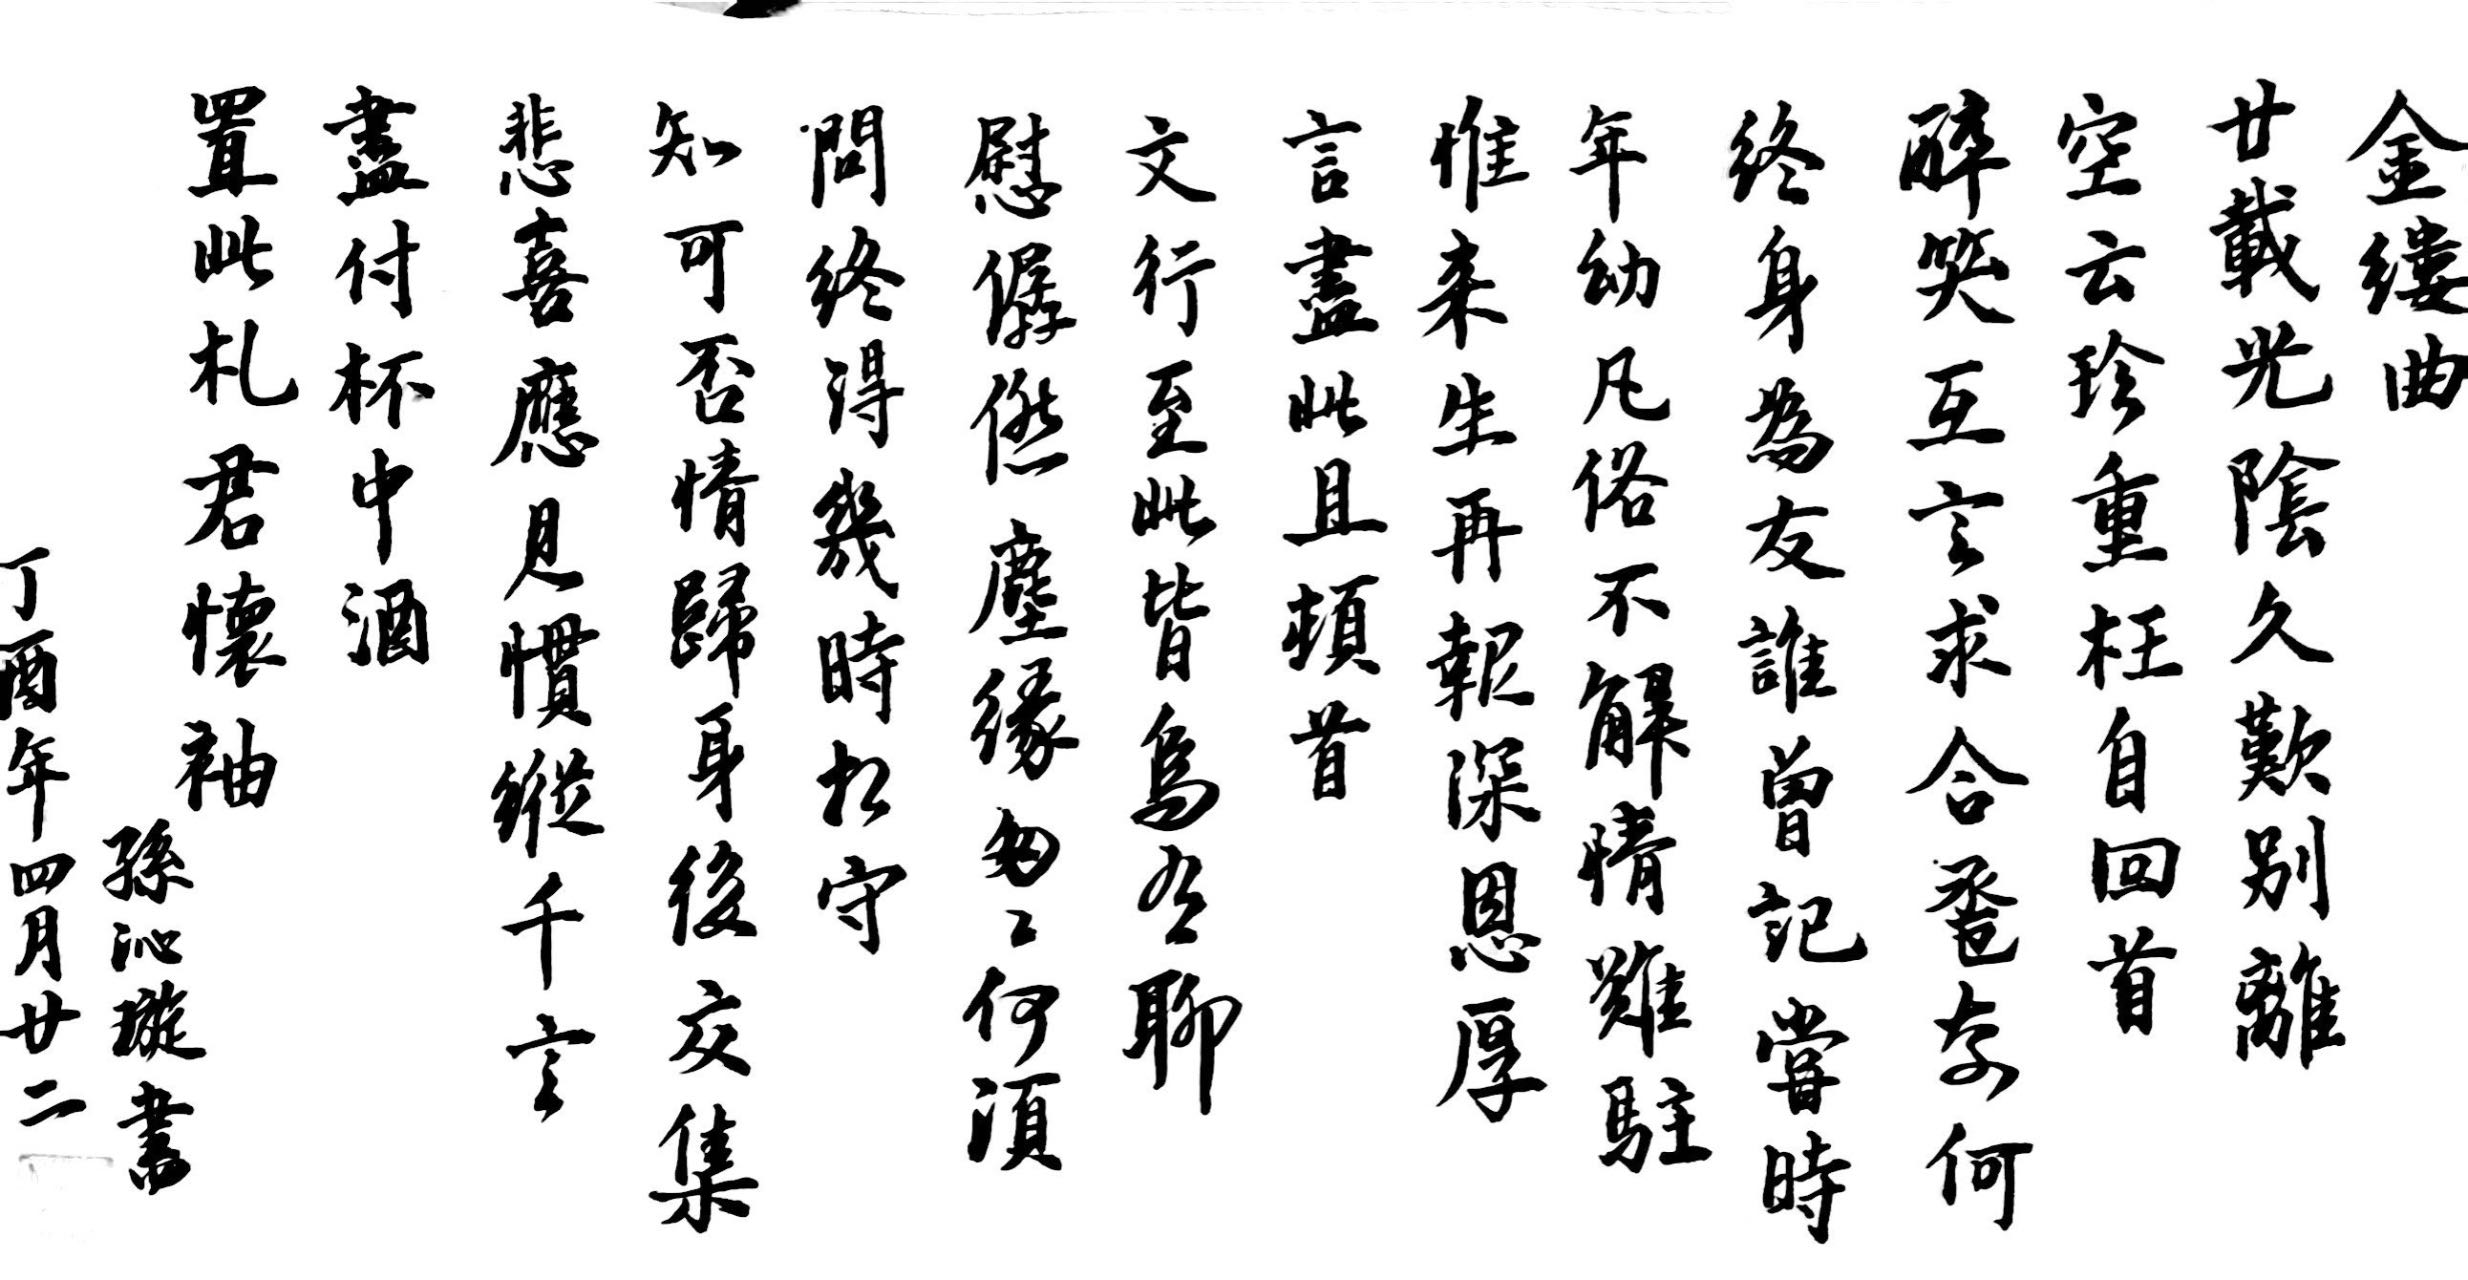 金縷曲
廿載光陰久歎別離
空云珍重枉自回首
醉笑互言求合卺奈何
終身為友誰曾記當時
年幼凡俗不解情難駐
惟来生再報深恩厚
言盡此且頓首
文行至此皆烏有聊
慰僝僽塵緣匆匆何須
問終得幾時相守
知可否情歸身後交集
悲喜應見慣縱千言
盡付杯中酒
置此札君懷袖
孫沁璇書
丁酉年四月廿二